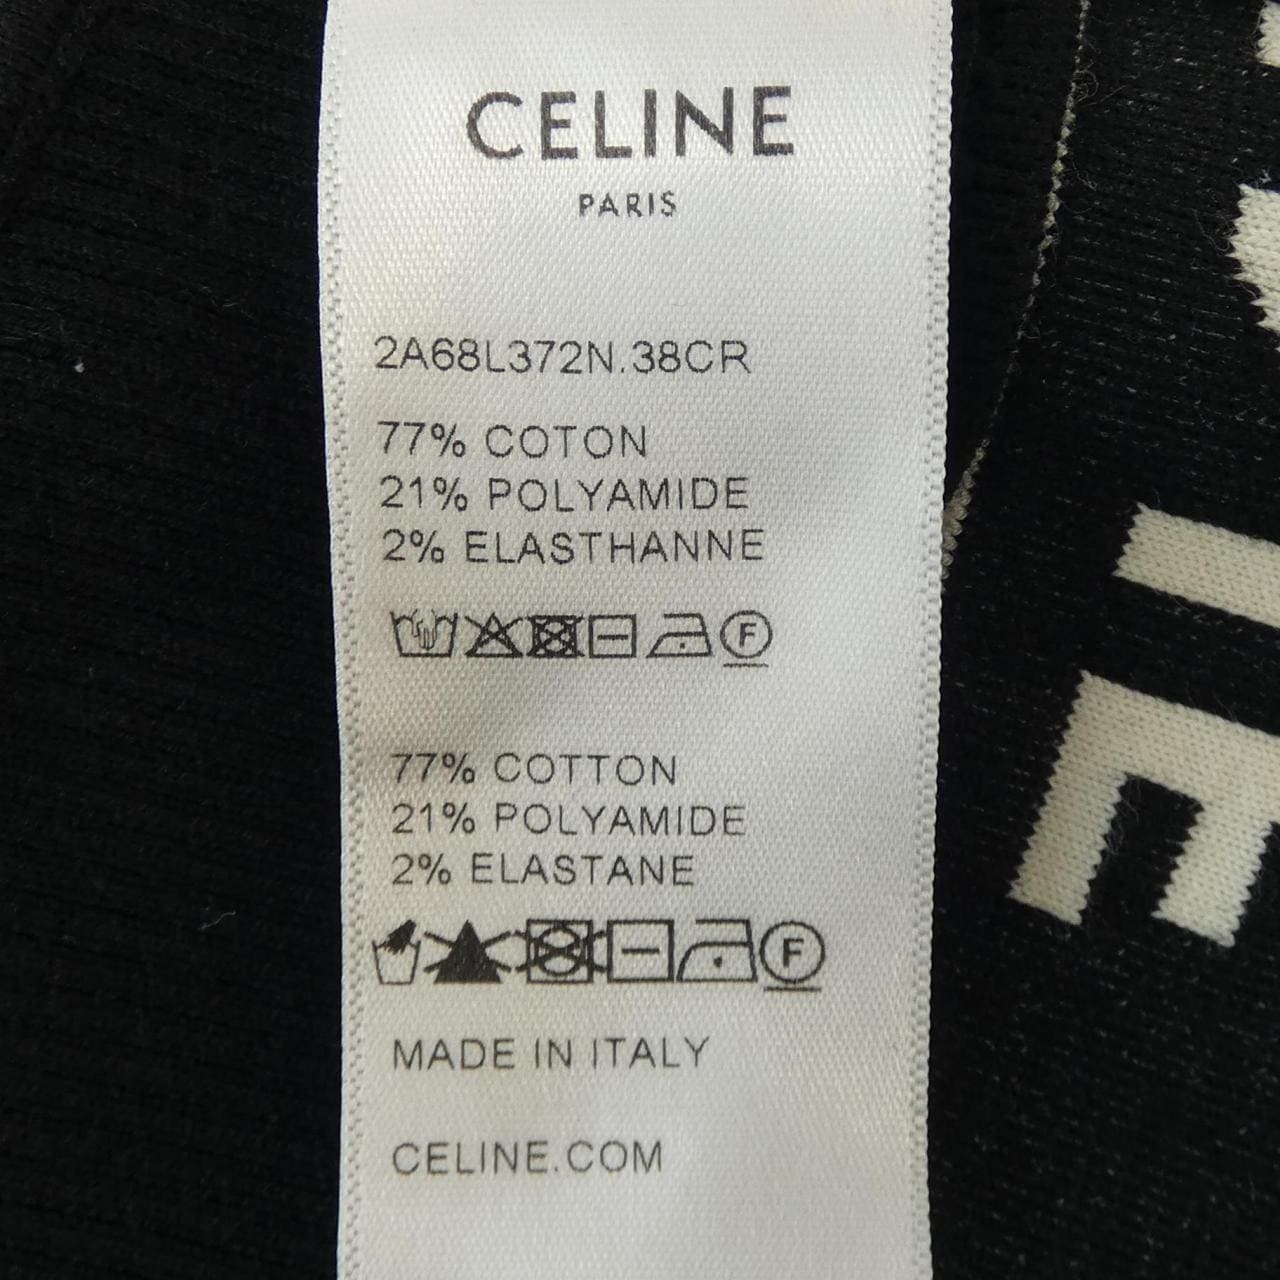 CELINE
PARIS
2A68L372N.38CR
77% COTON
21% POLYAMIDE
2% ELASTHANNE
F
77% COTTON
21% POLYAMIDE
2% ELASTANE
F
MADE IN ITALY
CELINE.COM